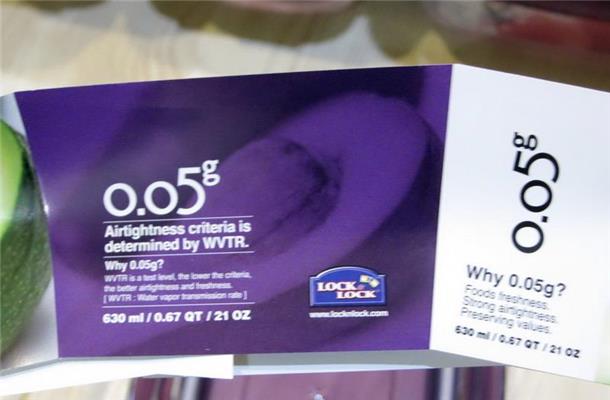 0.05g
Airtightness criteria is
determined by WVTR.
Why 0.05g?
WVTR is a test level, the lower the criteria,
the better airtightness and freshness.
[ WVTR : Water vapor transmission rate ]
630 ml / 0.67 QT / 21 OZ
LOCK
LOCK
www.locknlock.com
0.05g
Why 0.05g?
Foods freshness.
Strong airtightness.
Preserving values.
630 ml / 0.67 QT / 21 OZ